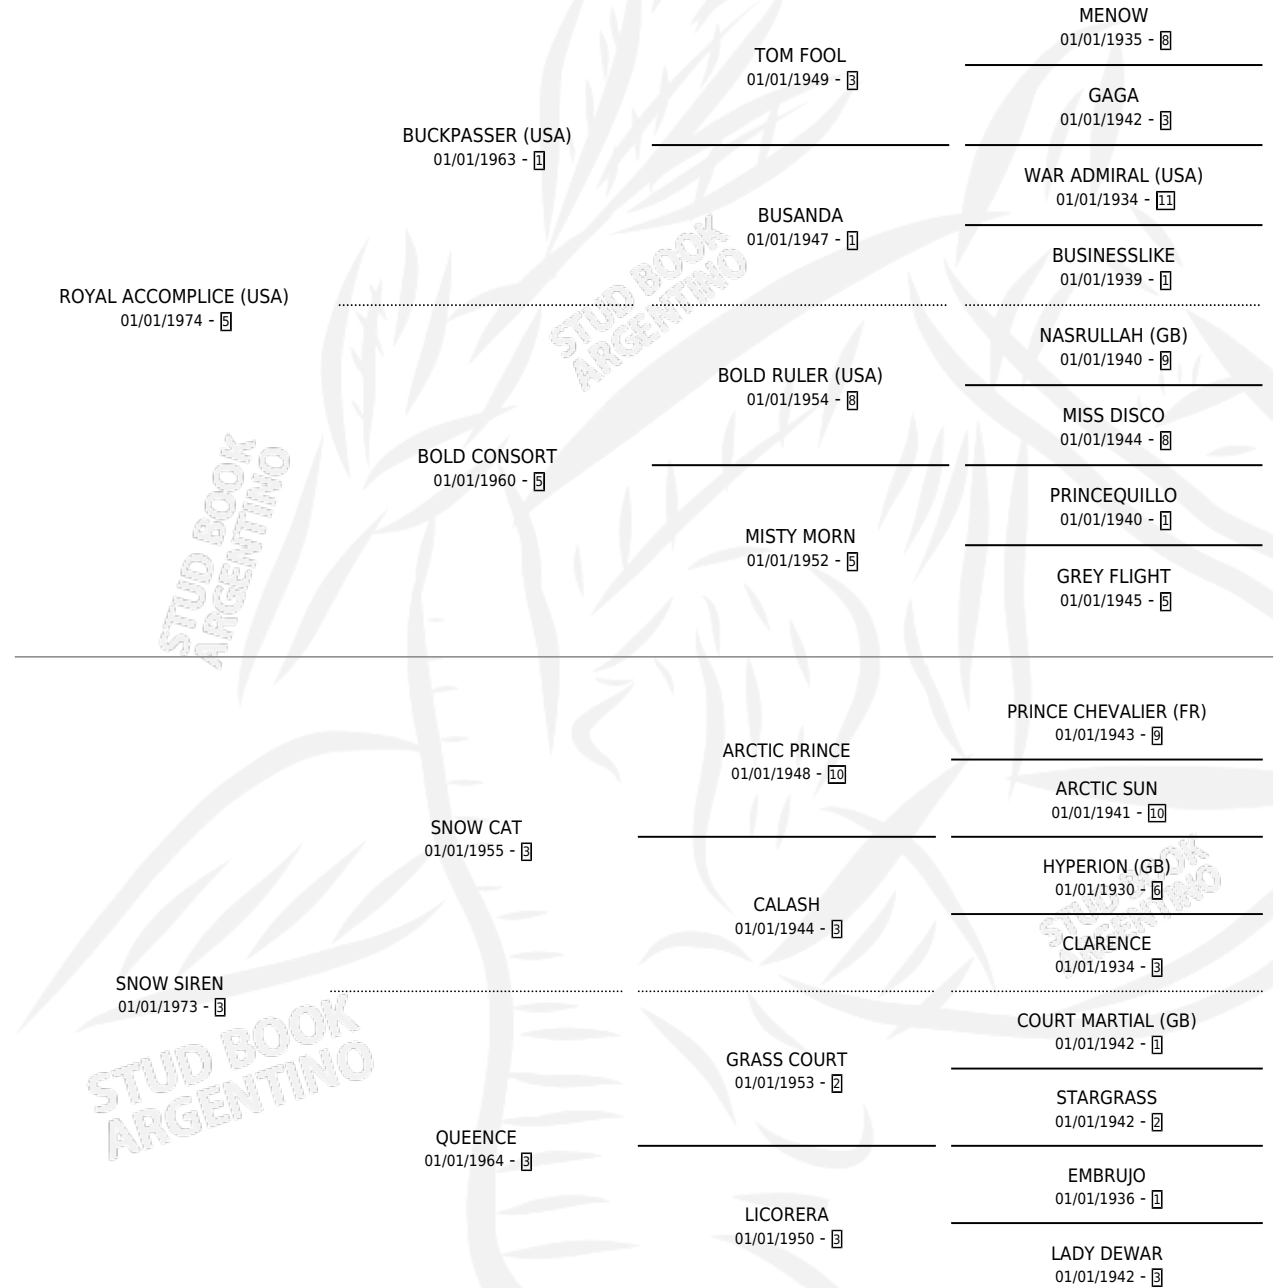 MENOW
01/01/1935 - 8
TOM FOOL
01/01/1949 - 3
GAGA
01/01/1942 - 3
BUCKPASSER (USA)
01/01/1963 - 1
WAR ADMIRAL (USA)
01/01/1934 - 11
BUSANDA
01/01/1947 - 1
BUSINESSLIKE
01/01/1939 - 1
ROYAL ACCOMPLICE (USA)
01/01/1974 - 5
NASRULLAH (GB)
01/01/1940 - 9
BOLD RULER (USA)
01/01/1954 - 8
MISS DISCO
01/01/1944 - 8
BOLD CONSORT
01/01/1960 - 5
PRINCEQUILLO
01/01/1940 - 1
MISTY MORN
01/01/1952 - 5
GREY FLIGHT
01/01/1945 - 5
PRINCE CHEVALIER (FR)
01/01/1943 - 9
ARCTIC PRINCE
01/01/1948 - 10
ARCTIC SUN
01/01/1941 - 10
SNOW CAT
01/01/1955 - 3
HYPERION (GB)
01/01/1930 - 6
CALASH
01/01/1944 - 3
CLARENCE
01/01/1934 - 3
SNOW SIREN
01/01/1973 - 3
COURT MARTIAL (GB)
01/01/1942 - 1
GRASS COURT
01/01/1953 - 2
STARGRASS
01/01/1942 - 2
QUEENCE
01/01/1964 - 3
EMBRUJO
01/01/1936 - 1
LICORERA
01/01/1950 - 3
LADY DEWAR
01/01/1942 - 3
STUD BOOK
ARGENTINO
STUD BOOK
ARGENTINO
STUD BOOK
ARGENTINO
STUD BOOK
ARGENTINO